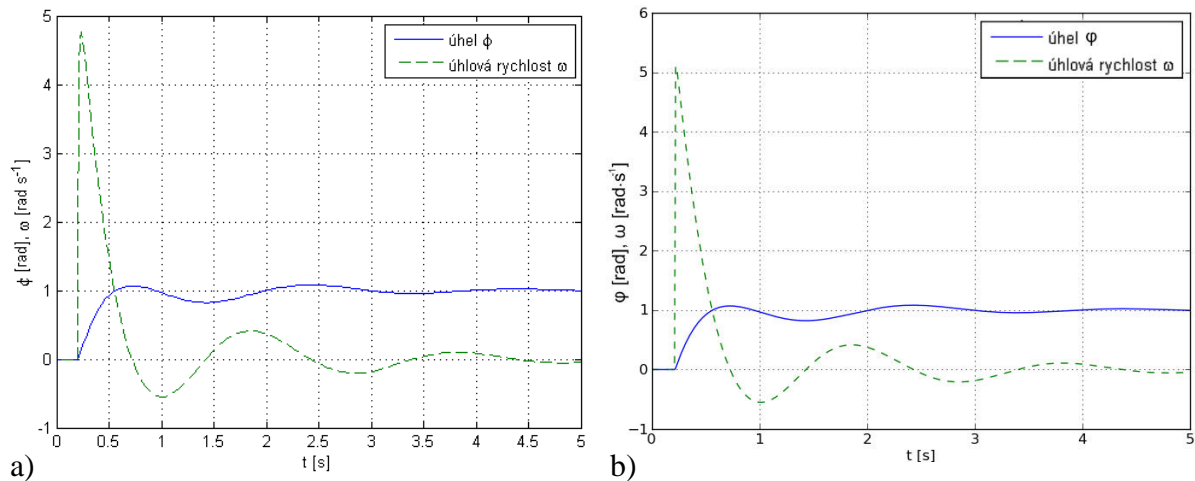 5
4
3
2
1
0
-1
ϕ [rad], ω [rad s⁻¹]
0 0.5 1 1.5 2 2.5 3 3.5 4 4.5 5
t [s]
úhel ϕ
úhlová rychlost ω
a)
6
5
4
3
2
1
0
−1
φ [rad], ω [rad·s⁻¹]
0 1 2 3 4 5
t [s]
úhel φ
úhlová rychlost ω
b)